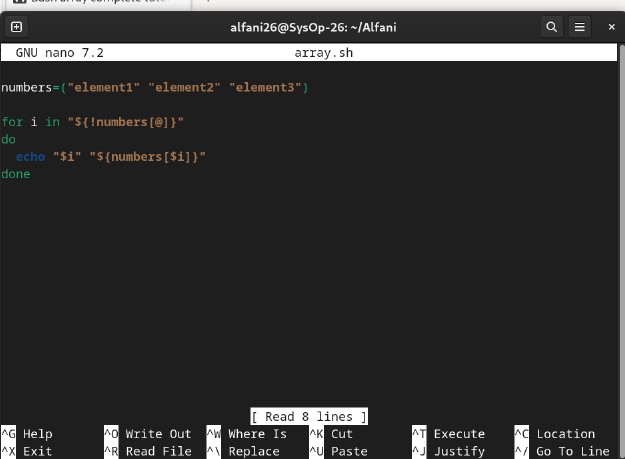 Bash array complete
alfani26@SysOp-26: ~/Alfani
GNU nano 7.2 array.sh
numbers=("element1" "element2" "element3")
for i in "${!numbers[@]}"
do
  echo "$i" "${numbers[$i]}"
done
[ Read 8 lines ]
^G Help ^O Write Out ^W Where Is ^K Cut ^T Execute ^C Location
^X Exit ^R Read File ^\ Replace ^U Paste ^J Justify ^/ Go To Line